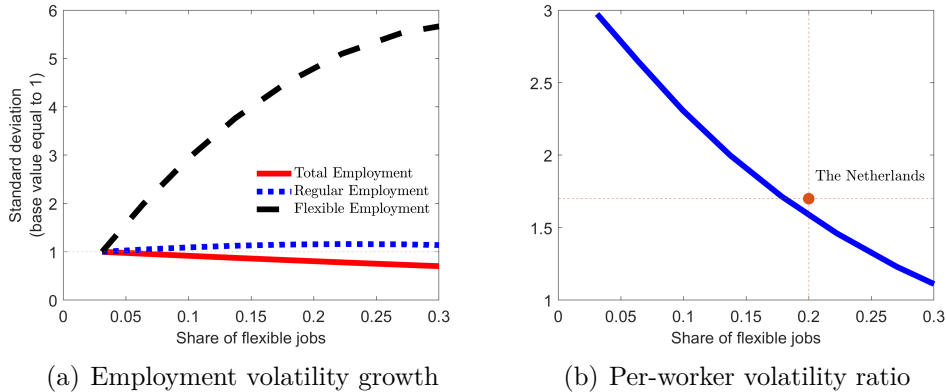 Standard deviation
(base value equal to 1)
6
5
4
3
2
1
0
0
0.05
0.1
0.15
0.2
0.25
0.3
Share of flexible jobs
Total Employment
Regular Employment
Flexible Employment
(a) Employment volatility growth
3
2.5
2
1.5
1
0
0.05
0.1
0.15
0.2
0.25
0.3
Share of flexible jobs
The Netherlands
(b) Per-worker volatility ratio